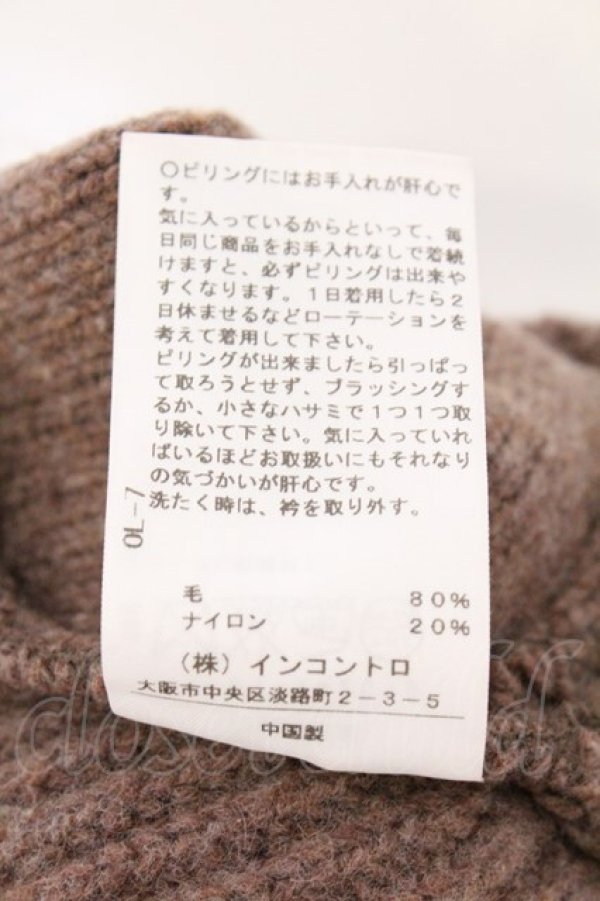 ○ピリングにはお手入れが肝心で
す。
気に入っているからといって、毎
日同じ商品をお手入れなしで着続
けますと、必ずピリングは出来や
すくなります。1日着用したら2
日休ませるなどローテーションを
考えて着用して下さい。
ピリングが出来ましたら引っぱっ
て取ろうとせず、ブラッシングす
るか、小さなハサミで1つ1つ取
り除いて下さい。気に入っていれ
ばいるほどお取扱いにもそれなり
の気づかいが肝心です。
洗たく時は、衿を取り外す。
OL-7
毛 80%
ナイロン 20%
(株)インコントロ
大阪市中央区淡路町2-3-5
中国製